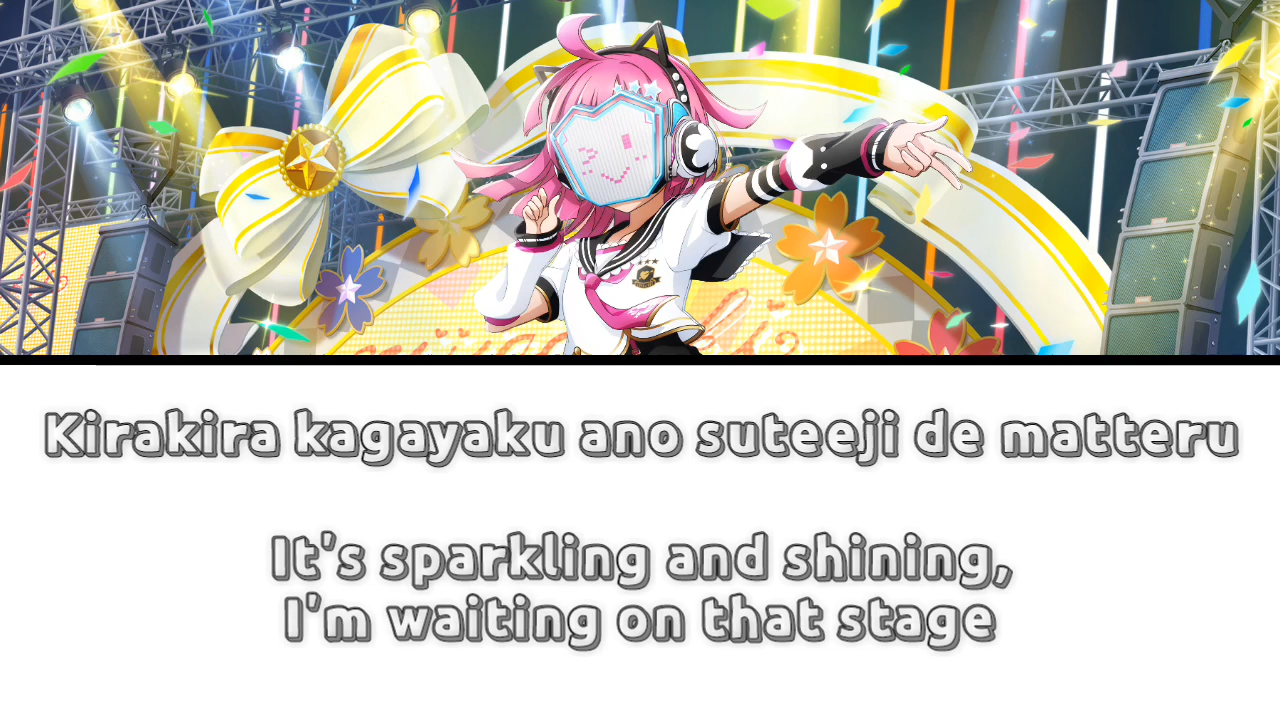 Kirakira kagayaku ano suteeji de matteru
It's sparkling and shining,
I'm waiting on that stage